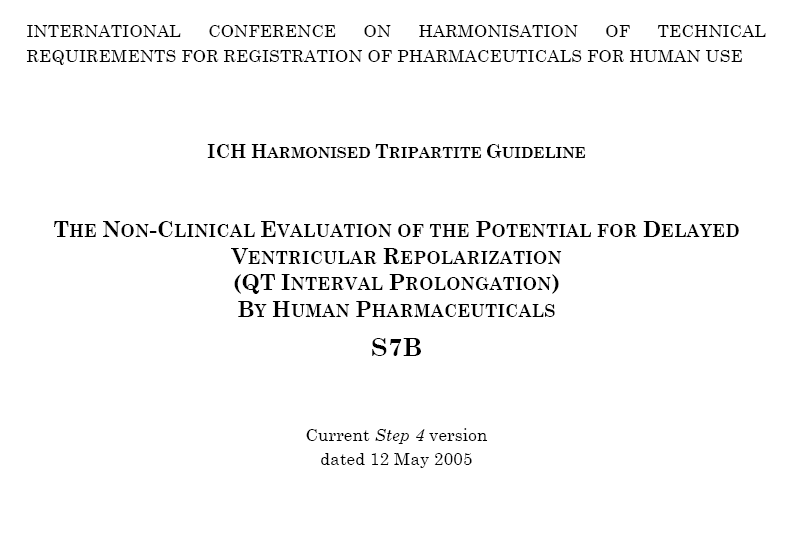 INTERNATIONAL CONFERENCE ON HARMONISATION OF TECHNICAL
REQUIREMENTS FOR REGISTRATION OF PHARMACEUTICALS FOR HUMAN USE
ICH HARMONISED TRIPARTITE GUIDELINE
THE NON-CLINICAL EVALUATION OF THE POTENTIAL FOR DELAYED
VENTRICULAR REPOLARIZATION
(QT INTERVAL PROLONGATION)
BY HUMAN PHARMACEUTICALS
S7B
Current Step 4 version
dated 12 May 2005